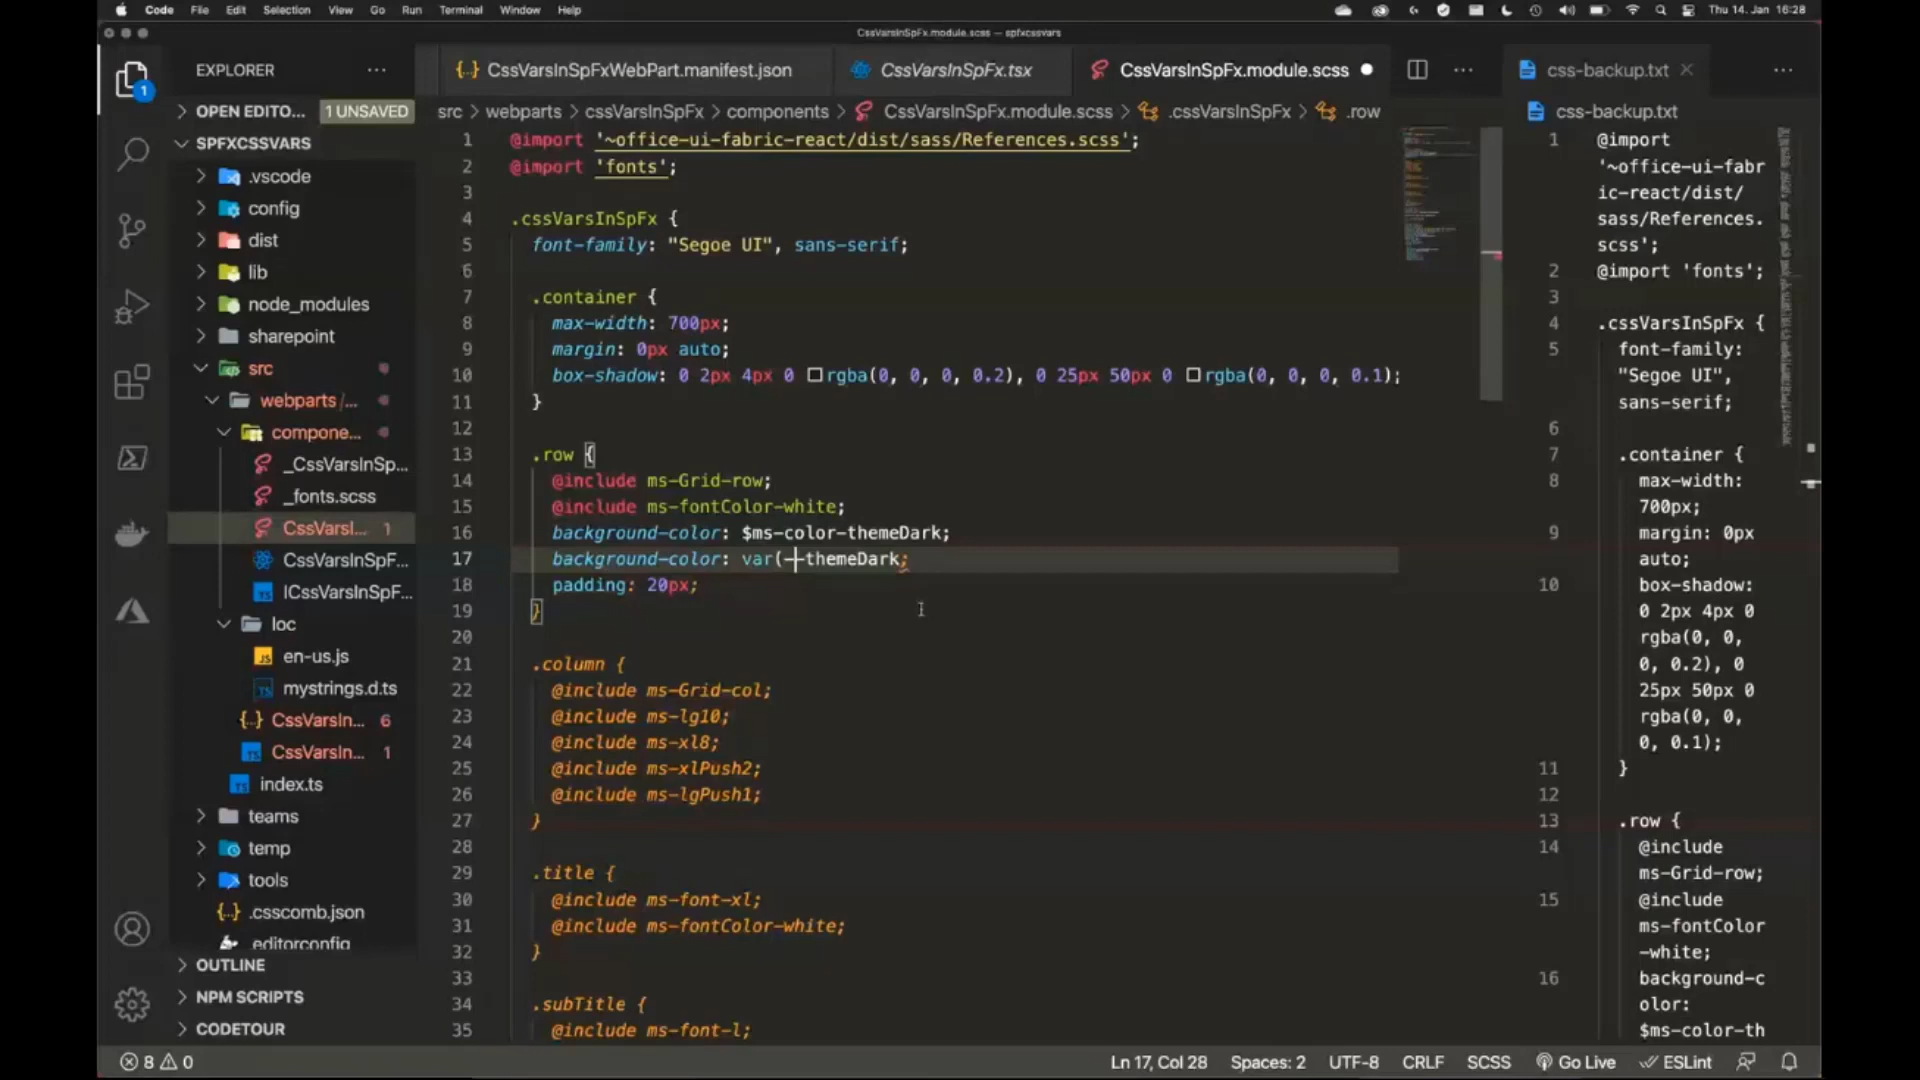 Code File Edit Selection View Go Run Terminal Window Help Thu 14. Jan 16:28
CssVarsInSpFx.module.scss — spfxcssvars
EXPLORER ···
{..} CssVarsInSpFxWebPart.manifest.json CssVarsInSpFx.tsx CssVarsInSpFx.module.scss ● ··· css-backup.txt × ···
1
OPEN EDITO... 1 UNSAVED
src > webparts > cssVarsInSpFx > components > CssVarsInSpFx.module.scss > .cssVarsInSpFx > .row
css-backup.txt
SPFXCSSVARS
.vscode
config
dist
lib
node_modules
sharepoint
src
webparts/...
compone...
_CssVarsInSp...
_fonts.scss
CssVarsI... 1
CssVarsInSpF...
ICssVarsInSpF...
loc
en-us.js
mystrings.d.ts
{..} CssVarsIn... 6
CssVarsIn... 1
index.ts
teams
temp
tools
{..} .csscomb.json
.editorconfig
OUTLINE
NPM SCRIPTS
CODETOUR
1 @import '~office-ui-fabric-react/dist/sass/References.scss';
2 @import 'fonts';
3
4 .cssVarsInSpFx {
5 font-family: "Segoe UI", sans-serif;
6
7 .container {
8 max-width: 700px;
9 margin: 0px auto;
10 box-shadow: 0 2px 4px 0 rgba(0, 0, 0, 0.2), 0 25px 50px 0 rgba(0, 0, 0, 0.1);
11 }
12
13 .row {
14 @include ms-Grid-row;
15 @include ms-fontColor-white;
16 background-color: $ms-color-themeDark;
17 background-color: var(--themeDark;
18 padding: 20px;
19 }
20
21 .column {
22 @include ms-Grid-col;
23 @include ms-lg10;
24 @include ms-xl8;
25 @include ms-xlPush2;
26 @include ms-lgPush1;
27 }
28
29 .title {
30 @include ms-font-xl;
31 @include ms-fontColor-white;
32 }
33
34 .subTitle {
35 @include ms-font-l;
1 @import
'~office-ui-fabr
ic-react/dist/
sass/References.
scss';
2 @import 'fonts';
3
4 .cssVarsInSpFx {
5 font-family:
"Segoe UI",
sans-serif;
6
7 .container {
8 max-width:
700px;
9 margin: 0px
auto;
10 box-shadow:
0 2px 4px 0
rgba(0, 0,
0, 0.2), 0
25px 50px 0
rgba(0, 0,
0, 0.1);
11 }
12
13 .row {
14 @include
ms-Grid-row;
15 @include
ms-fontColor
-white;
16 background-c
olor:
$ms-color-th
8 0 Ln 17, Col 28 Spaces: 2 UTF-8 CRLF SCSS Go Live ESLint